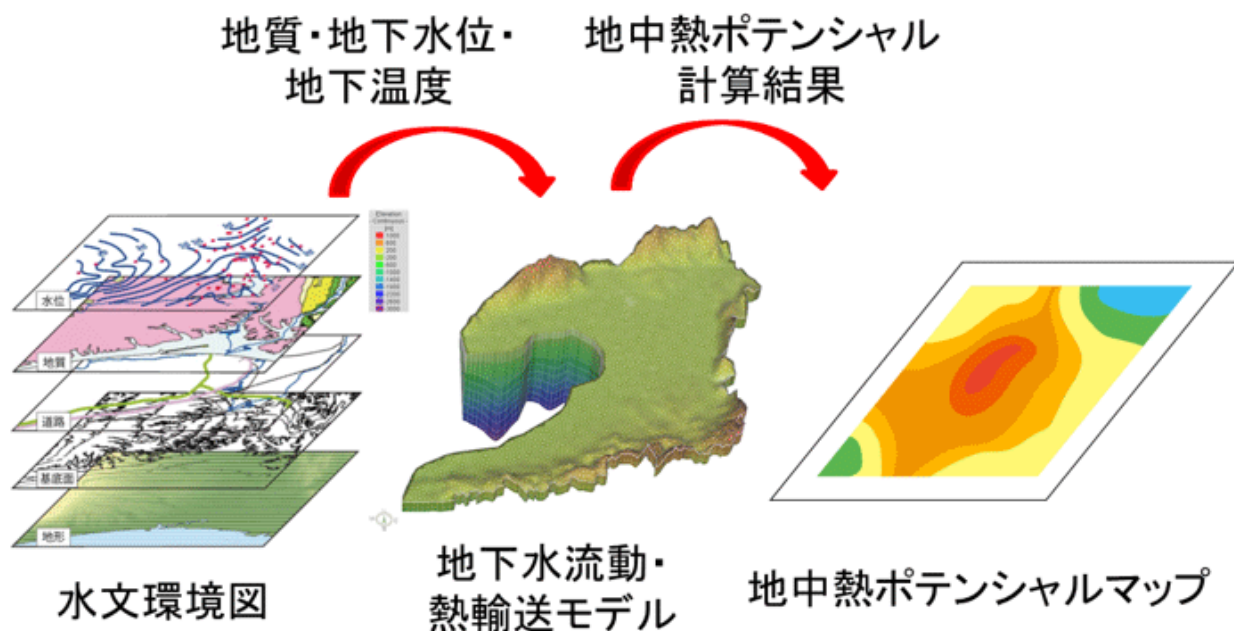 地質・地下水位・
地下温度
地中熱ポテンシャル
計算結果
水位
地質
道路
基底面
地形
Elevation
- Continuous -
[m]
水文環境図
地下水流動・
熱輸送モデル
地中熱ポテンシャルマップ